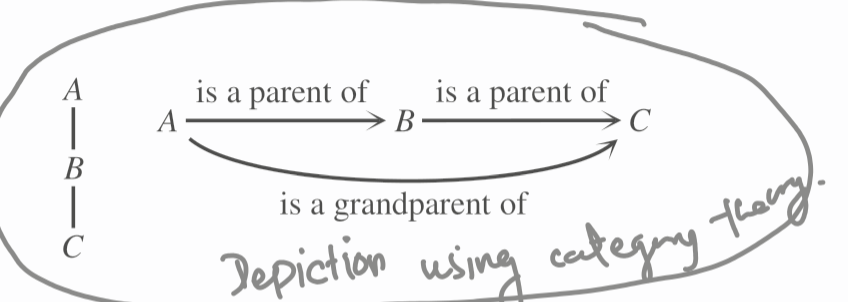 A
B
C
is a parent of is a parent of
A B C
is a grandparent of
Depiction using category theory.